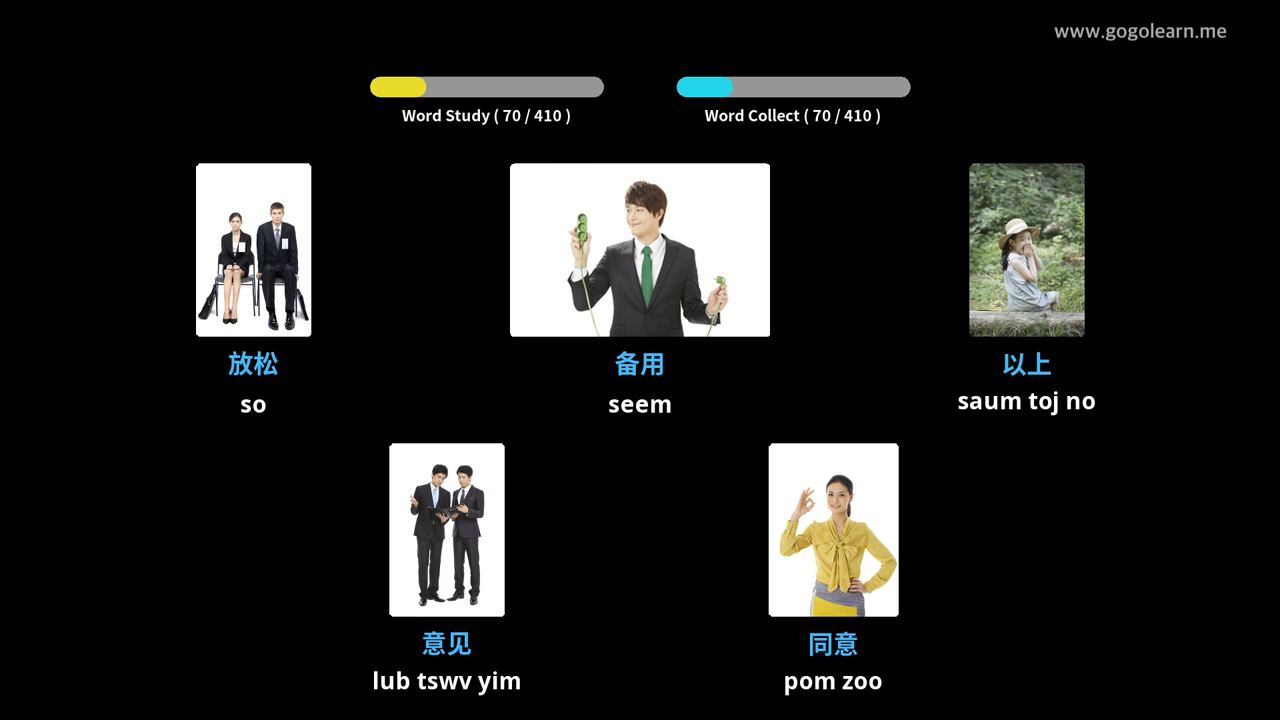 www.gogolearn.me
Word Study ( 70 / 410 )
Word Collect ( 70 / 410 )
放松
so
备用
seem
以上
saum toj no
意见
lub tswv yim
同意
pom zoo